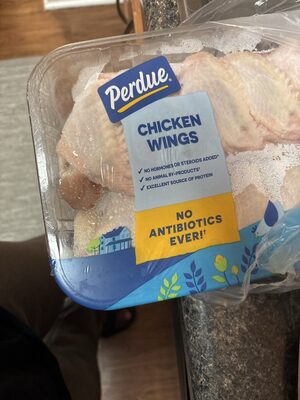 PERDUE®
CHICKEN
WINGS
✓ NO HORMONES OR STEROIDS ADDED*
✓ NO ANIMAL BY-PRODUCTS†
✓ EXCELLENT SOURCE OF PROTEIN
NO
ANTIBIOTICS
EVER!†